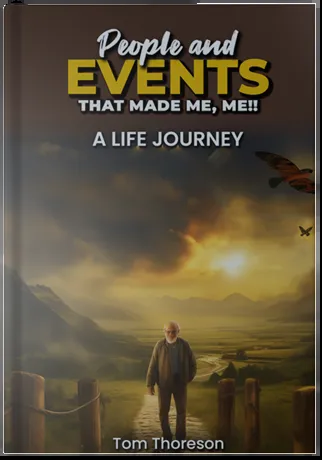 People and
EVENTS
THAT MADE ME, ME!!
A LIFE JOURNEY
Tom Thoreson